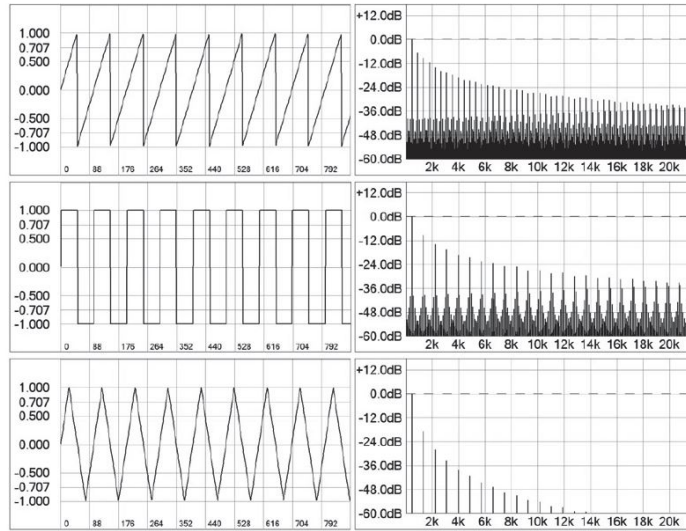 1.000
0.707
0.500
0.000
-0.500
-0.707
-1.000
0 88 176 264 352 440 528 616 704 792
+12.0dB
0.0dB
-12.0dB
-24.0dB
-36.0dB
-48.0dB
-60.0dB
2k 4k 6k 8k 10k 12k 14k 16k 18k 20k
1.000
0.707
0.500
0.000
-0.500
-0.707
-1.000
0 88 176 264 352 440 528 616 704 792
+12.0dB
0.0dB
-12.0dB
-24.0dB
-36.0dB
-48.0dB
-60.0dB
2k 4k 6k 8k 10k 12k 14k 16k 18k 20k
1.000
0.707
0.500
0.000
-0.500
-0.707
-1.000
0 88 176 264 352 440 528 616 704 792
+12.0dB
0.0dB
-12.0dB
-24.0dB
-36.0dB
-48.0dB
-60.0dB
2k 4k 6k 8k 10k 12k 14k 16k 18k 20k